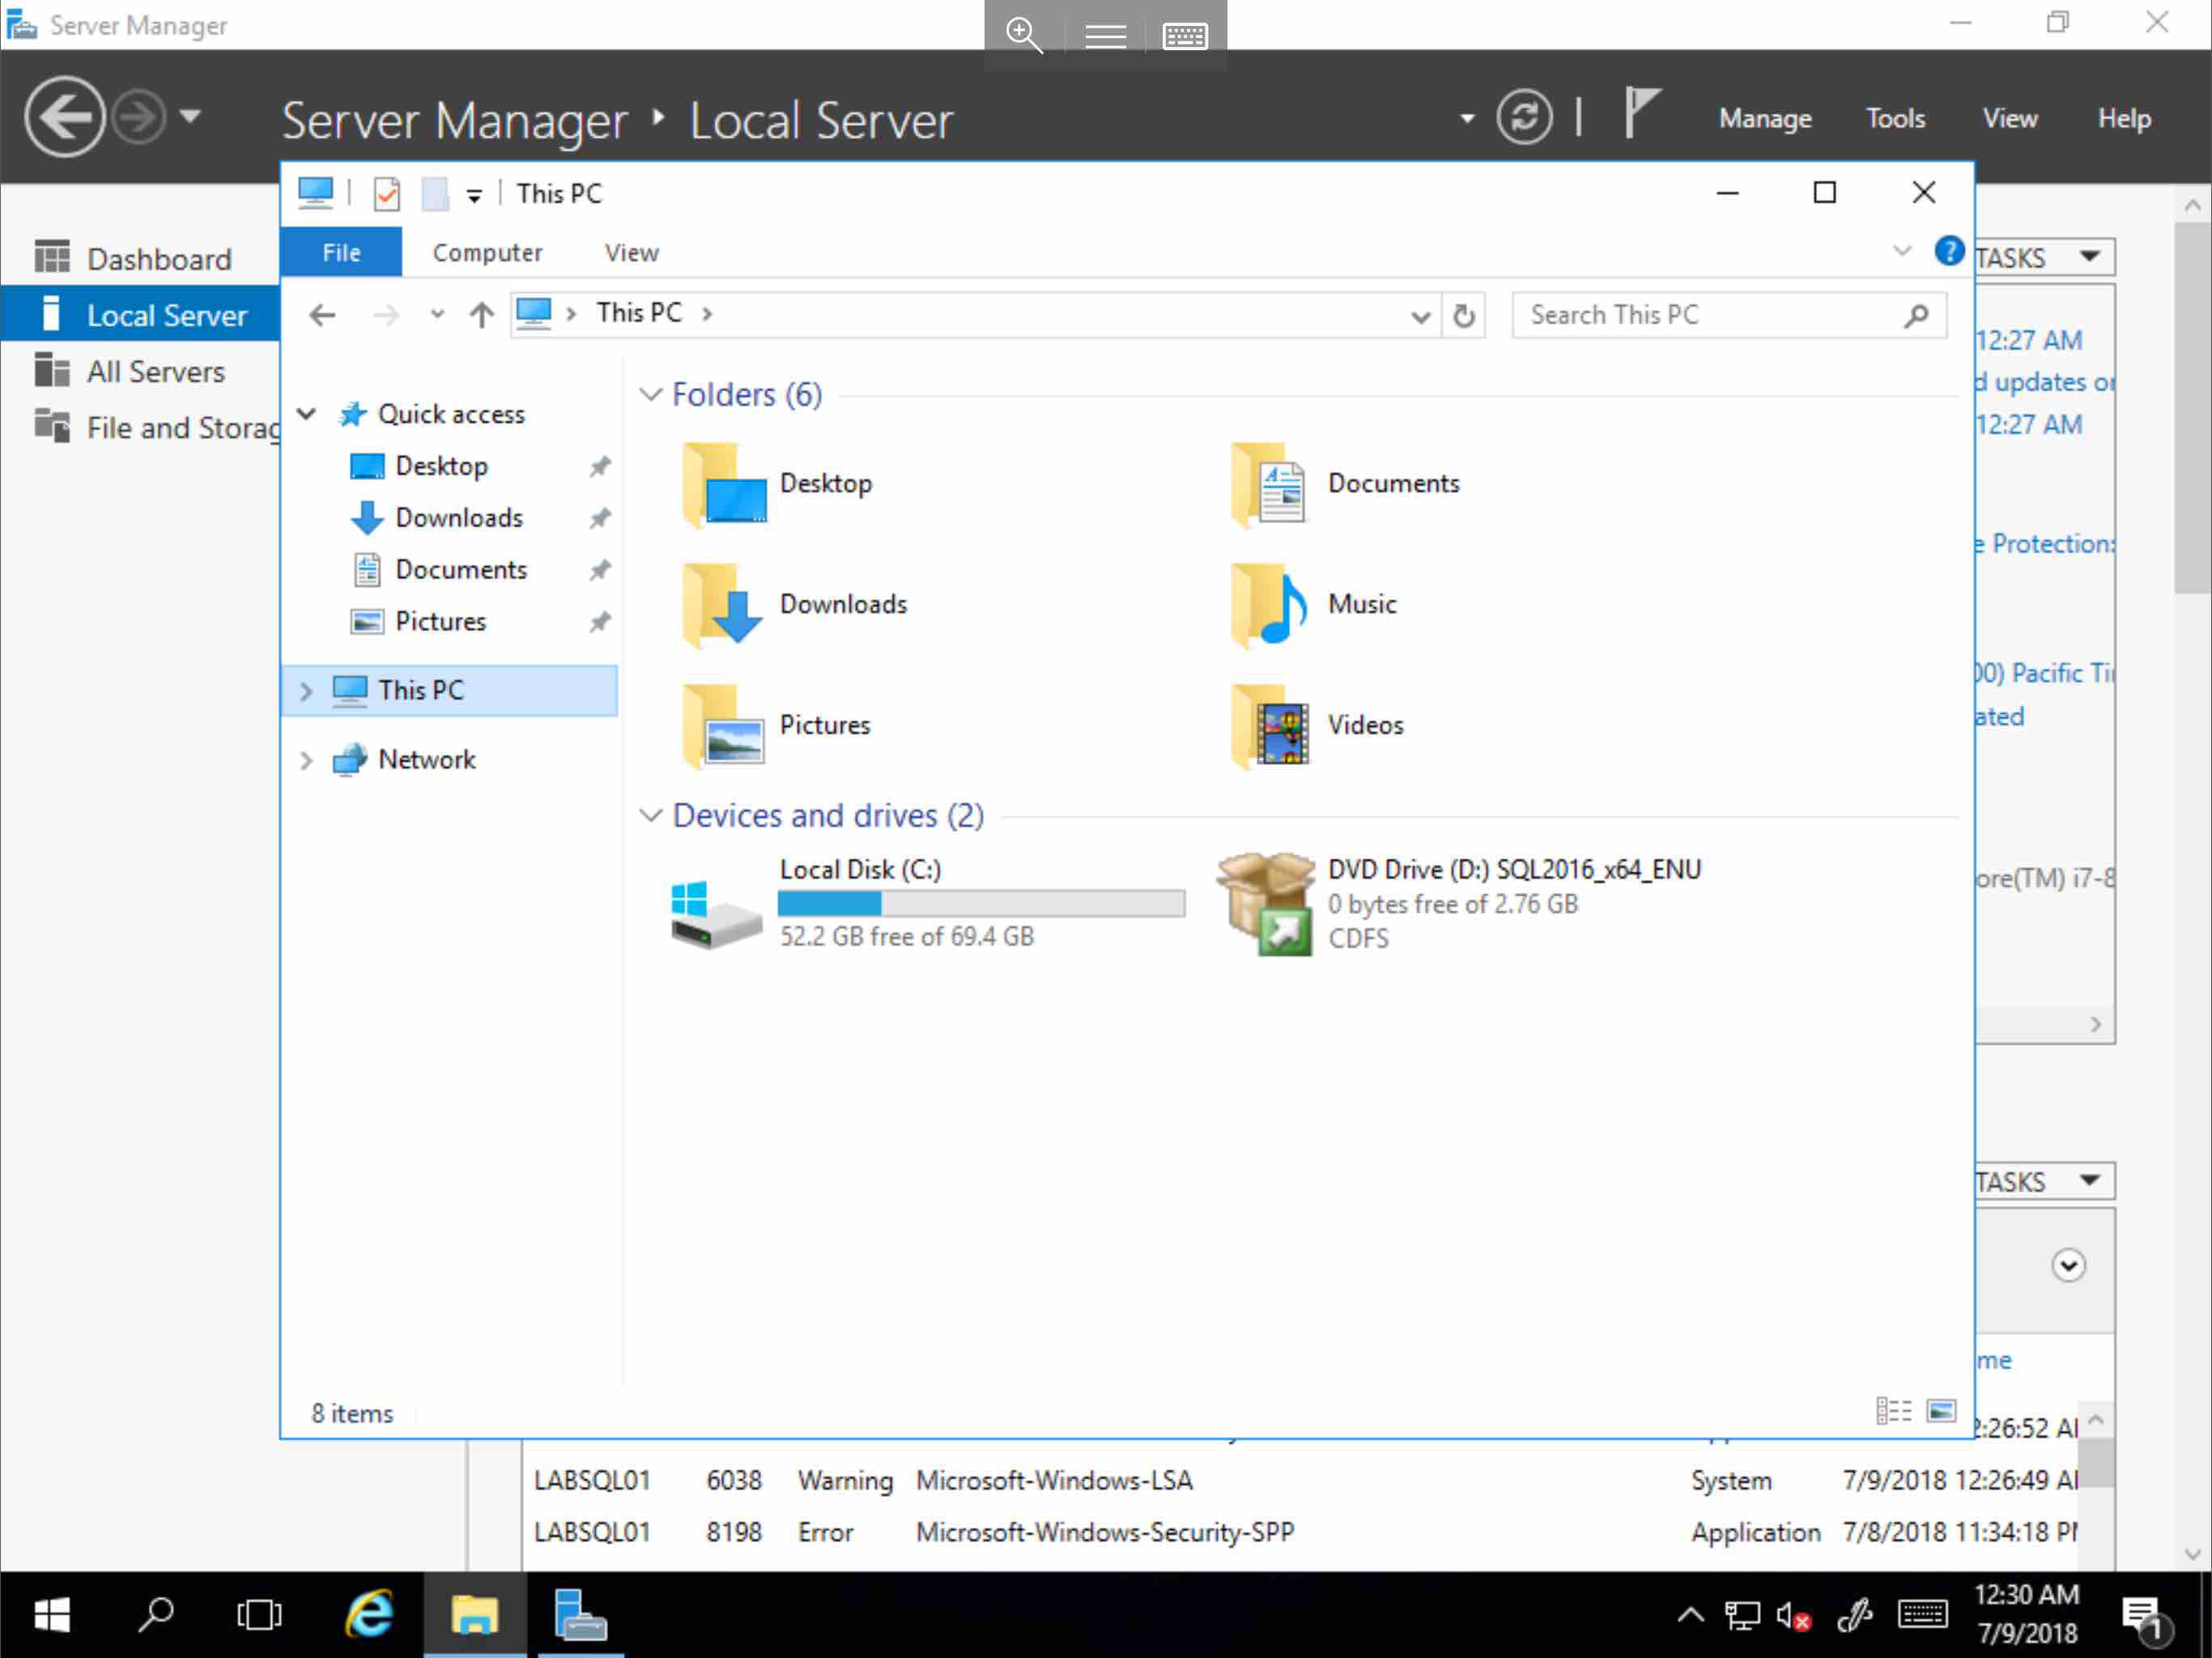 Server Manager
Server Manager Local Server
Manage Tools View Help
Dashboard
Local Server
All Servers
File and Storag
This PC
File Computer View
This PC
Search This PC
Quick access
Desktop
Downloads
Documents
Pictures
This PC
Network
Folders (6)
Desktop
Documents
Downloads
Music
Pictures
Videos
Devices and drives (2)
Local Disk (C:)
52.2 GB free of 69.4 GB
DVD Drive (D:) SQL2016_x64_ENU
0 bytes free of 2.76 GB
CDFS
8 items
TASKS
12:27 AM
d updates or
12:27 AM
e Protection:
00) Pacific Ti
ated
ore(TM) i7-8
TASKS
me
2:26:52 A
LABSQL01 6038 Warning Microsoft-Windows-LSA System 7/9/2018 12:26:49 A
LABSQL01 8198 Error Microsoft-Windows-Security-SPP Application 7/8/2018 11:34:18 P
12:30 AM
7/9/2018
1